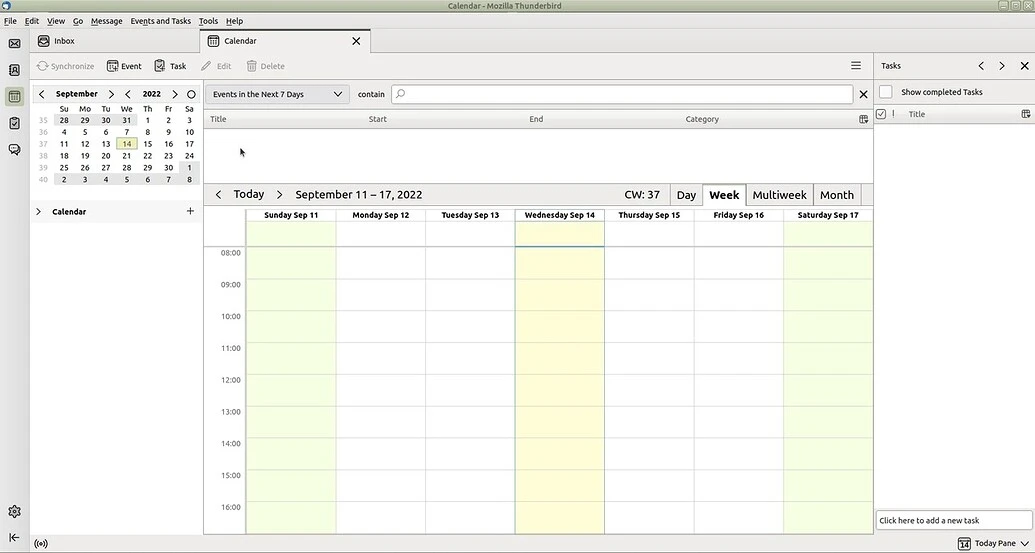 Calendar - Mozilla Thunderbird
File Edit View Go Message Events and Tasks Tools Help
Inbox
Calendar
Synchronize Event Task Edit Delete
Tasks
September 2022
Su Mo Tu We Th Fr Sa
35 28 29 30 31 1 2 3
36 4 5 6 7 8 9 10
37 11 12 13 14 15 16 17
38 18 19 20 21 22 23 24
39 25 26 27 28 29 30 1
40 2 3 4 5 6 7 8
Calendar
Events in the Next 7 Days contain
Title Start End Category
Show completed Tasks
! Title
Today September 11 – 17, 2022 CW: 37 Day Week Multiweek Month
Sunday Sep 11 Monday Sep 12 Tuesday Sep 13 Wednesday Sep 14 Thursday Sep 15 Friday Sep 16 Saturday Sep 17
08:00
09:00
10:00
11:00
12:00
13:00
14:00
15:00
16:00
Click here to add a new task
14 Today Pane